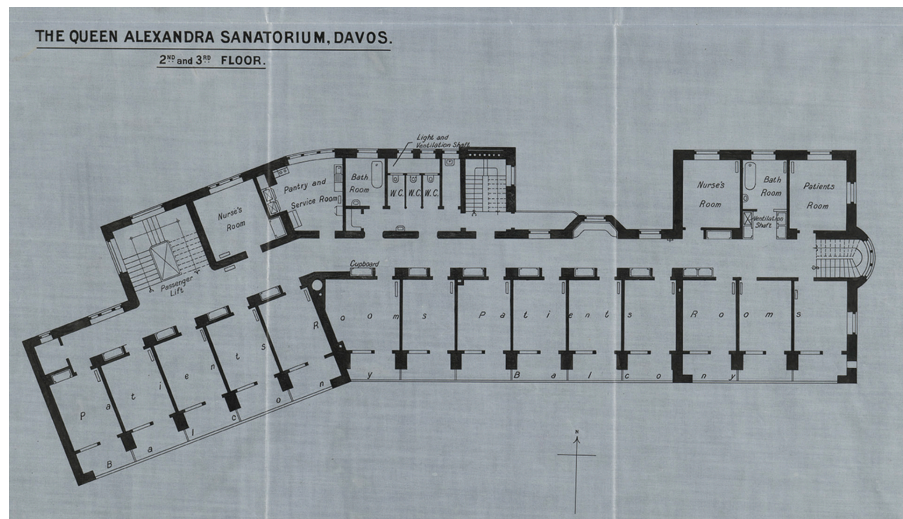 THE QUEEN ALEXANDRA SANATORIUM, DAVOS.
2ND and 3RD FLOOR.
Light and
Ventilation Shaft
Pantry and
Service Room
Bath
Room
W.C. W.C. W.C.
Nurse's
Room
Passenger
Lift
Cupboard
Nurse's
Room
Bath
Room
Ventilation
Shaft
Patients
Room
Patients Rooms Patients Rooms
Balcony Balcony
N